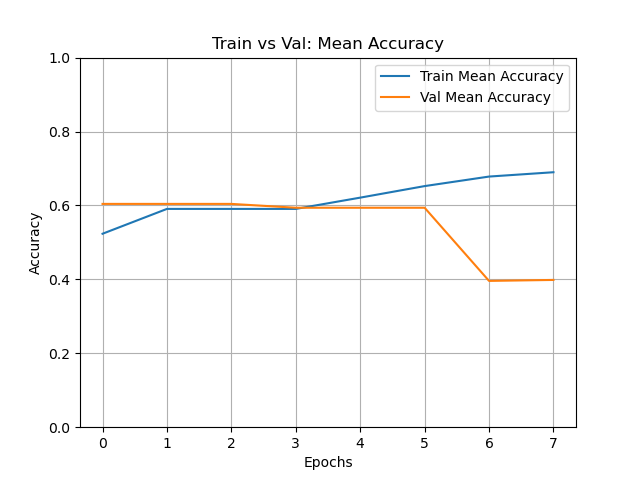 Train vs Val: Mean Accuracy
Train Mean Accuracy
Val Mean Accuracy
1.0
0.8
0.6
0.4
0.2
0.0
Accuracy
0 1 2 3 4 5 6 7
Epochs